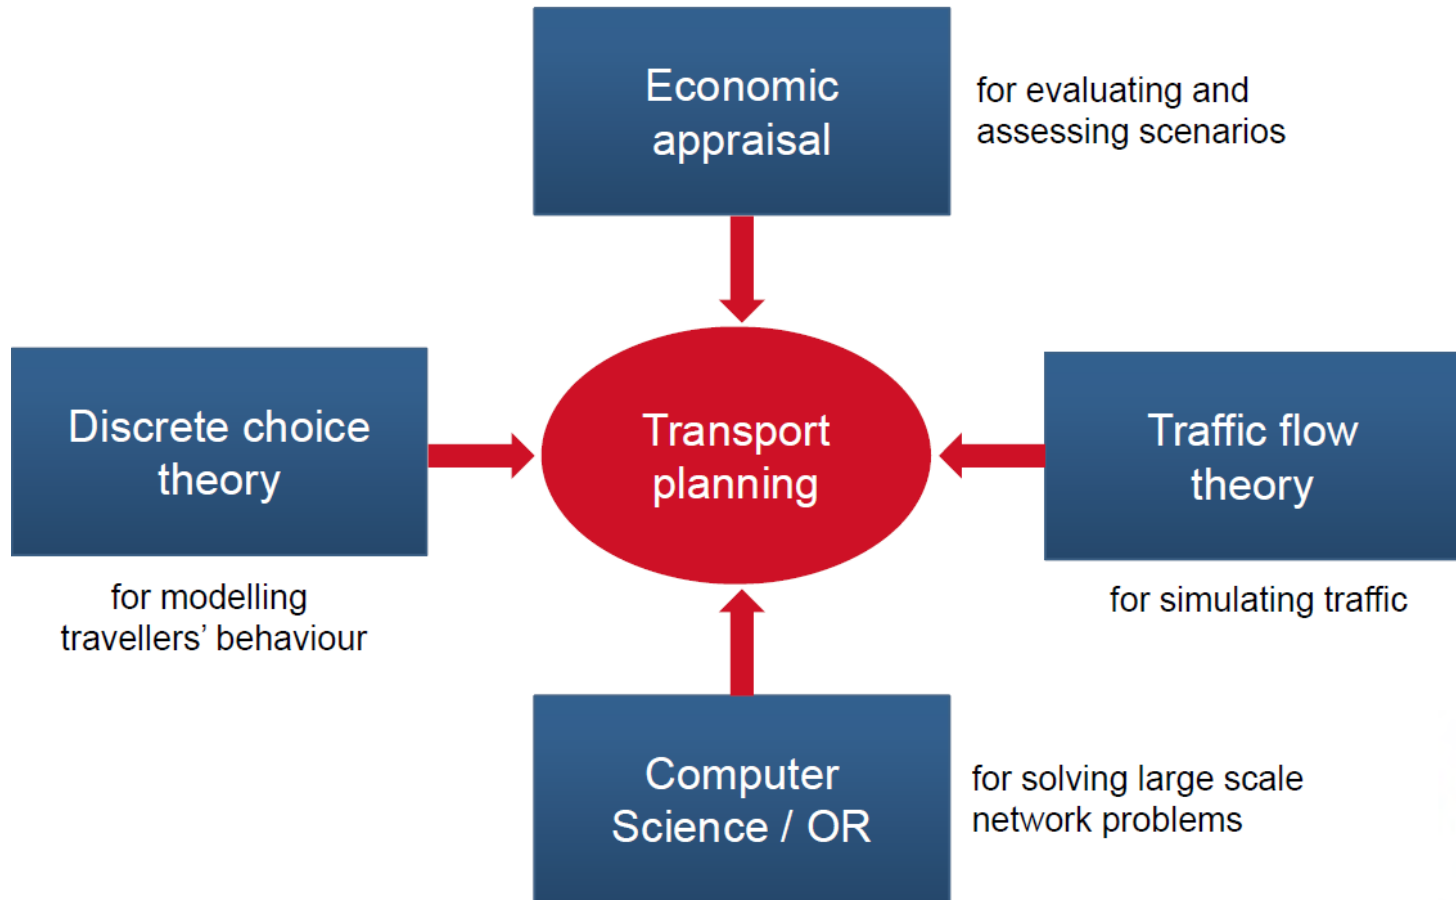 Economic
appraisal
for evaluating and
assessing scenarios
Discrete choice
theory
for modelling
travellers’ behaviour
Transport
planning
Traffic flow
theory
for simulating traffic
Computer
Science / OR
for solving large scale
network problems